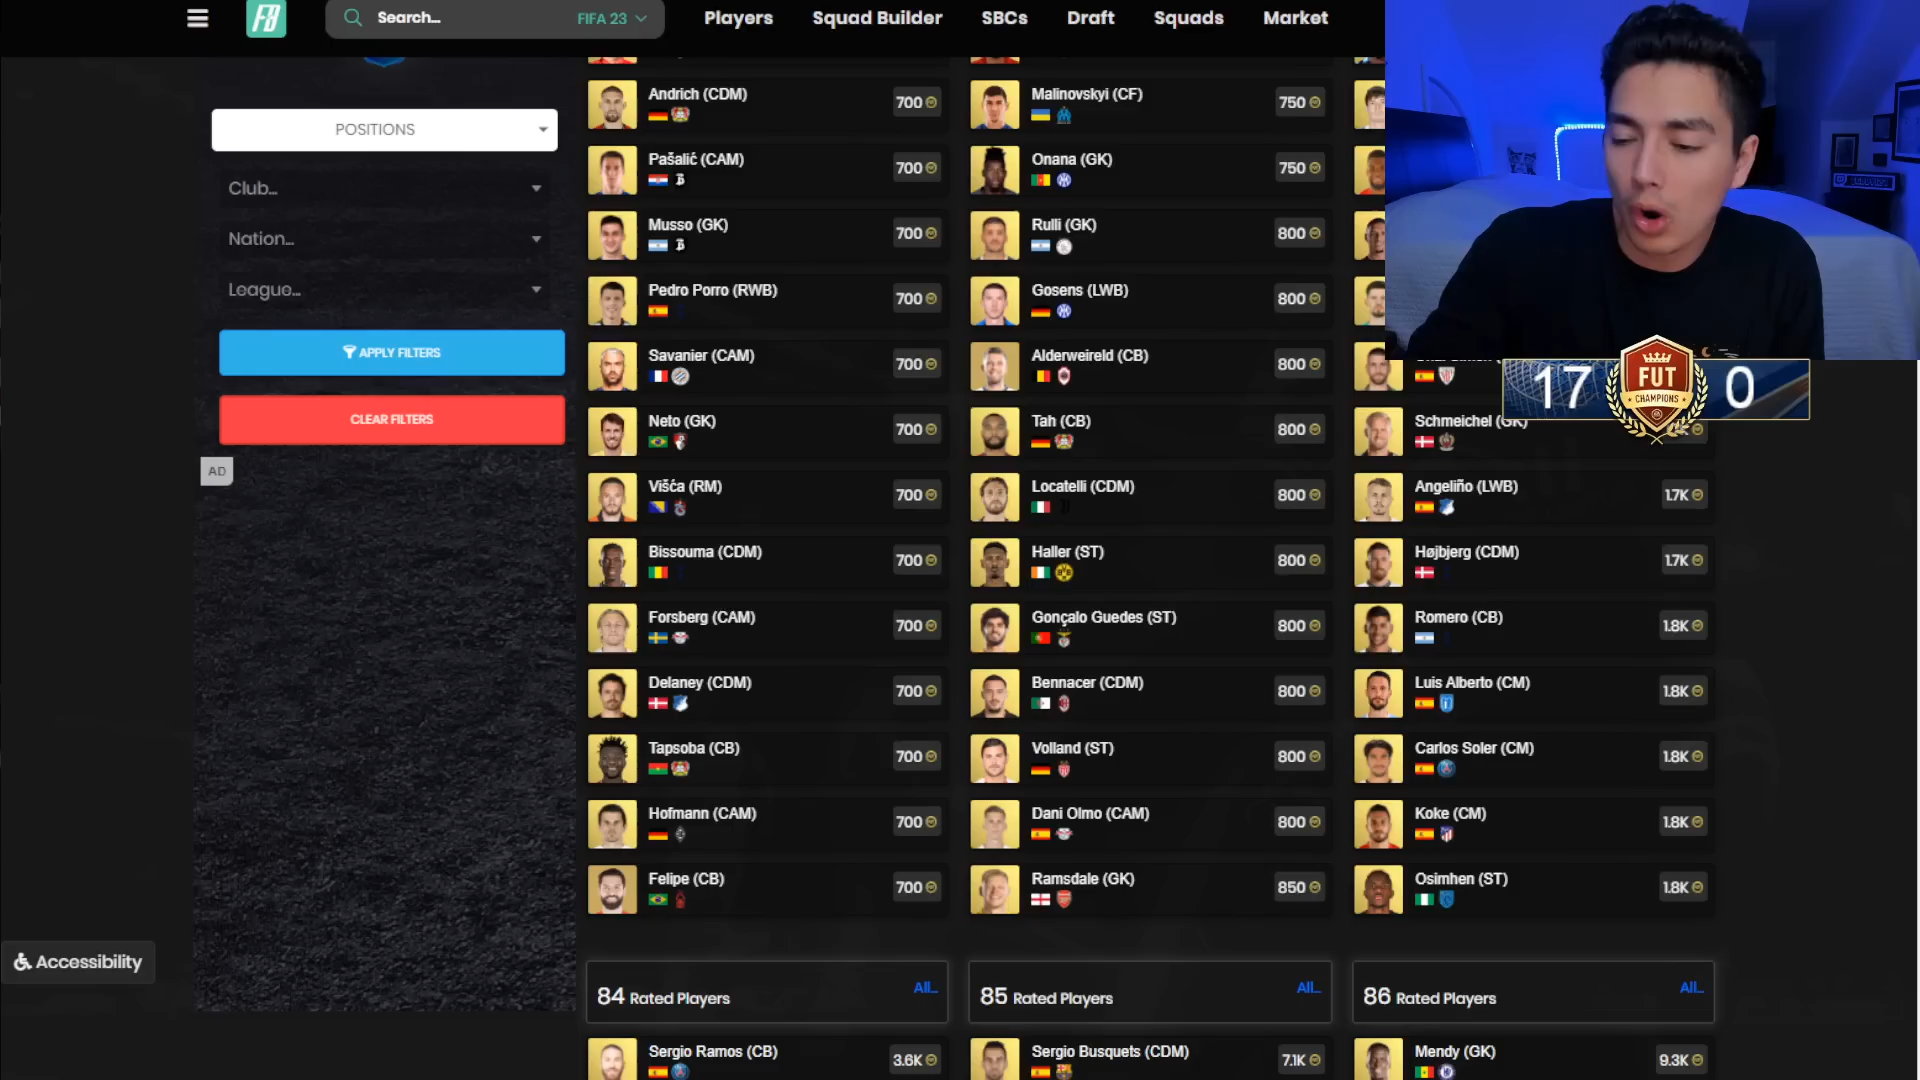 F8
Search...
FIFA 23
Players
Squad Builder
SBCs
Draft
Squads
Market
POSITIONS
Club...
Nation...
League...
APPLY FILTERS
CLEAR FILTERS
AD
Accessibility
Andrich (CDM)
700
Pašalić (CAM)
700
Musso (GK)
700
Pedro Porro (RWB)
700
Savanier (CAM)
700
Neto (GK)
700
Višća (RM)
700
Bissouma (CDM)
700
Forsberg (CAM)
700
Delaney (CDM)
700
Tapsoba (CB)
700
Hofmann (CAM)
700
Felipe (CB)
700
84 Rated Players
All...
Sergio Ramos (CB)
3.6K
Malinovskyi (CF)
750
Onana (GK)
750
Rulli (GK)
800
Gosens (LWB)
800
Alderweireld (CB)
800
Tah (CB)
800
Locatelli (CDM)
800
Haller (ST)
800
Gonçalo Guedes (ST)
800
Bennacer (CDM)
800
Volland (ST)
800
Dani Olmo (CAM)
800
Ramsdale (GK)
850
85 Rated Players
All...
Sergio Busquets (CDM)
7.1K
17
FUT
CHAMPIONS
0
Schmeichel (GK)
Angeliño (LWB)
1.7K
Højbjerg (CDM)
1.7K
Romero (CB)
1.8K
Luis Alberto (CM)
1.8K
Carlos Soler (CM)
1.8K
Koke (CM)
1.8K
Osimhen (ST)
1.8K
86 Rated Players
All...
Mendy (GK)
9.3K